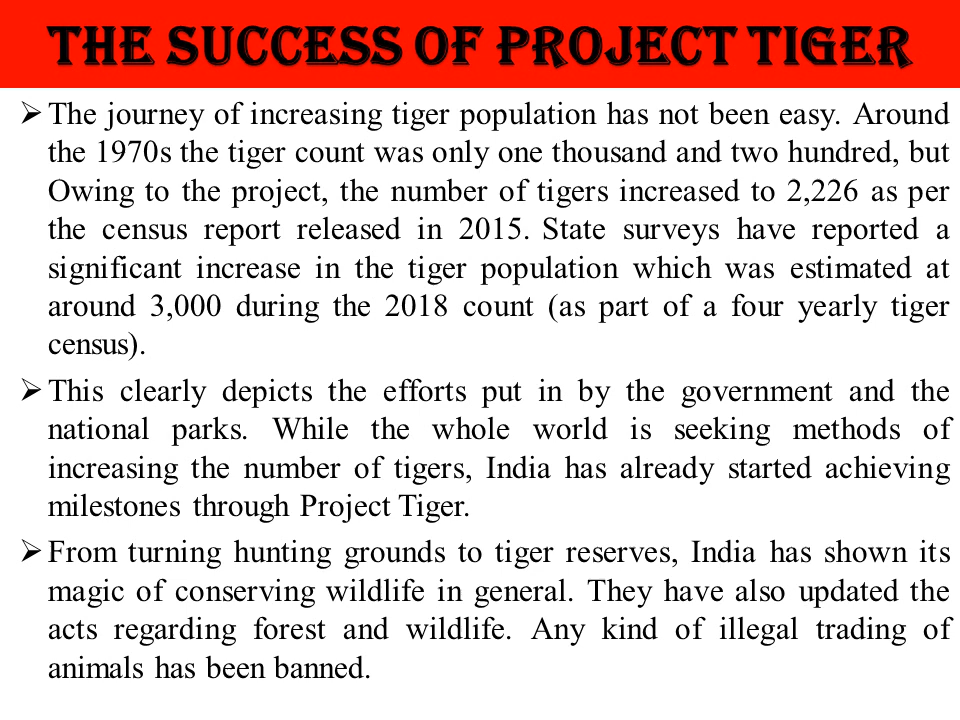 THE SUCCESS OF PROJECT TIGER
➢ The journey of increasing tiger population has not been easy. Around
the 1970s the tiger count was only one thousand and two hundred, but
Owing to the project, the number of tigers increased to 2,226 as per
the census report released in 2015. State surveys have reported a
significant increase in the tiger population which was estimated at
around 3,000 during the 2018 count (as part of a four yearly tiger
census).
➢ This clearly depicts the efforts put in by the government and the
national parks. While the whole world is seeking methods of
increasing the number of tigers, India has already started achieving
milestones through Project Tiger.
➢ From turning hunting grounds to tiger reserves, India has shown its
magic of conserving wildlife in general. They have also updated the
acts regarding forest and wildlife. Any kind of illegal trading of
animals has been banned.